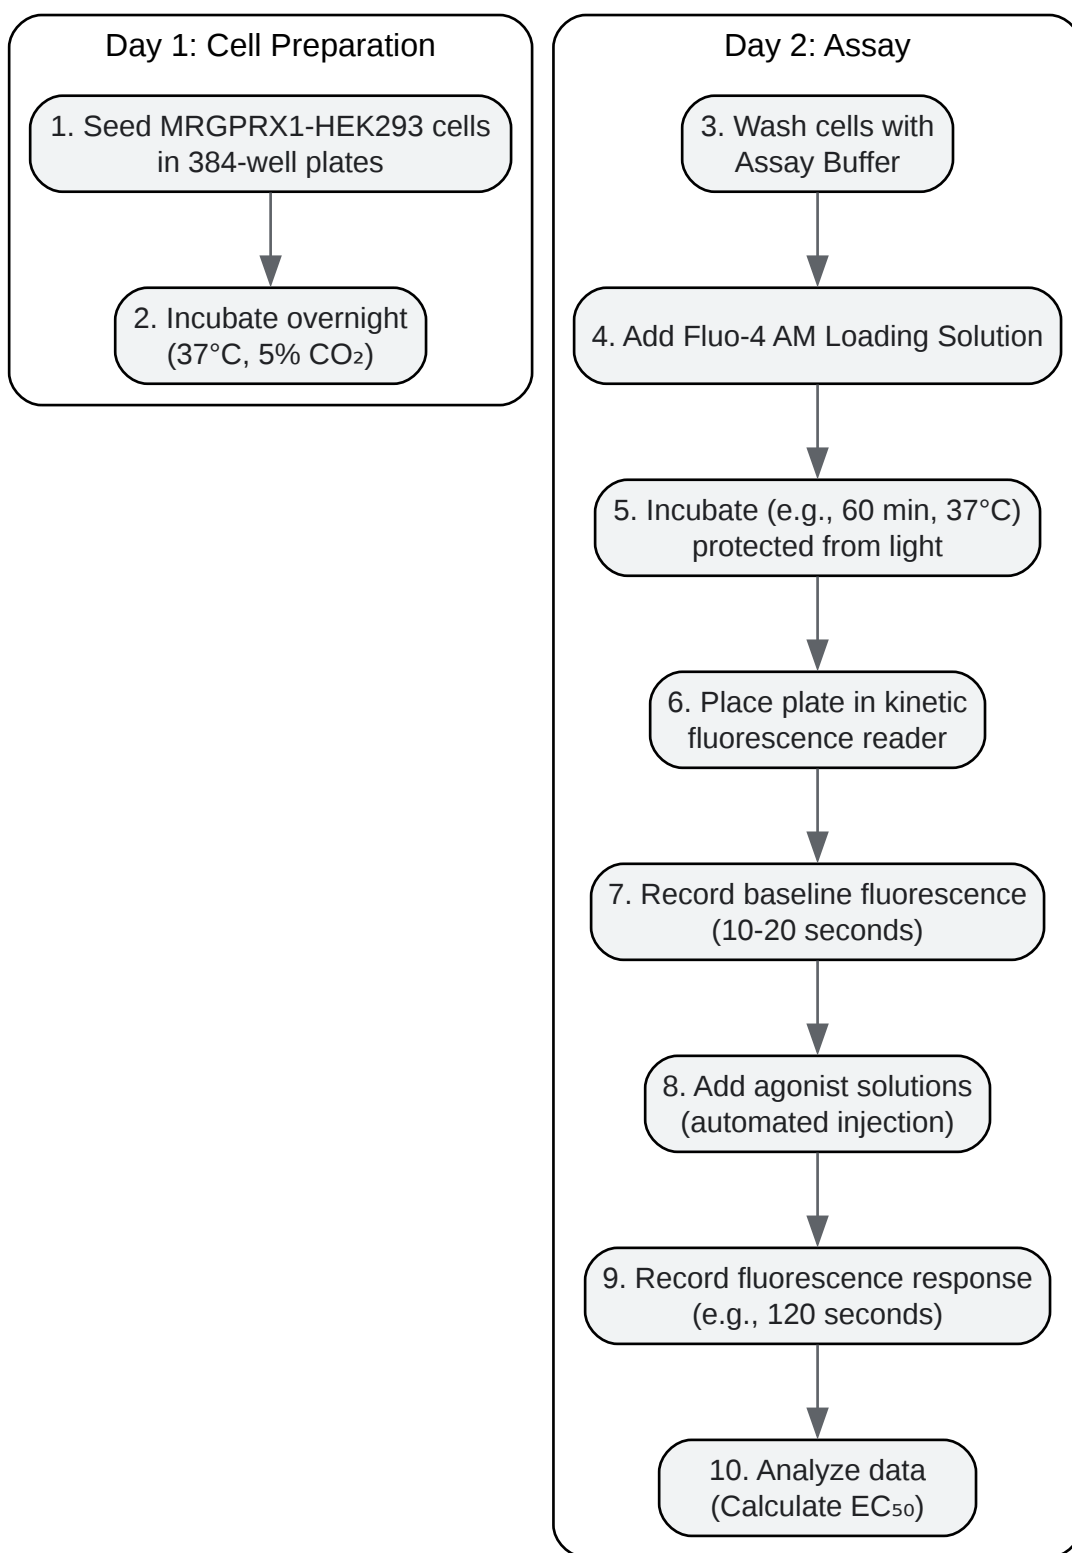 Day 1: Cell Preparation
1. Seed MRGPRX1-HEK293 cells
in 384-well plates
2. Incubate overnight
(37°C, 5% CO₂)
Day 2: Assay
3. Wash cells with
Assay Buffer
4. Add Fluo-4 AM Loading Solution
5. Incubate (e.g., 60 min, 37°C)
protected from light
6. Place plate in kinetic
fluorescence reader
7. Record baseline fluorescence
(10-20 seconds)
8. Add agonist solutions
(automated injection)
9. Record fluorescence response
(e.g., 120 seconds)
10. Analyze data
(Calculate EC₅₀)